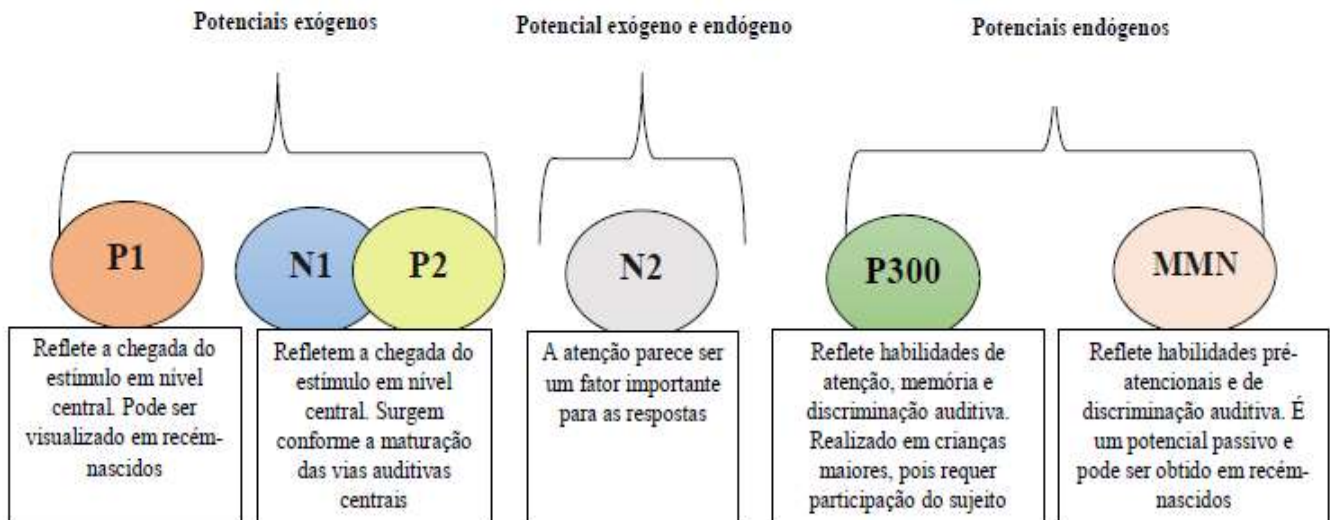 Potenciais exógenos
Potencial exógeno e endógeno
Potenciais endógenos
P1
N1
P2
N2
P300
MMN
Reflete a chegada do
estímulo em nível
central. Pode ser
visualizado em recém-
nascidos
Refletem a chegada do
estímulo em nível
central. Surgem
conforme a maturação
das vias auditivas
centrais
A atenção parece ser
um fator importante
para as respostas
Reflete habilidades de
atenção, memória e
discriminação auditiva.
Realizado em crianças
maiores, pois requer
participação do sujeito
Reflete habilidades pré-
atencionais e de
discriminação auditiva. É
um potencial passivo e
pode ser obtido em recém-
nascidos